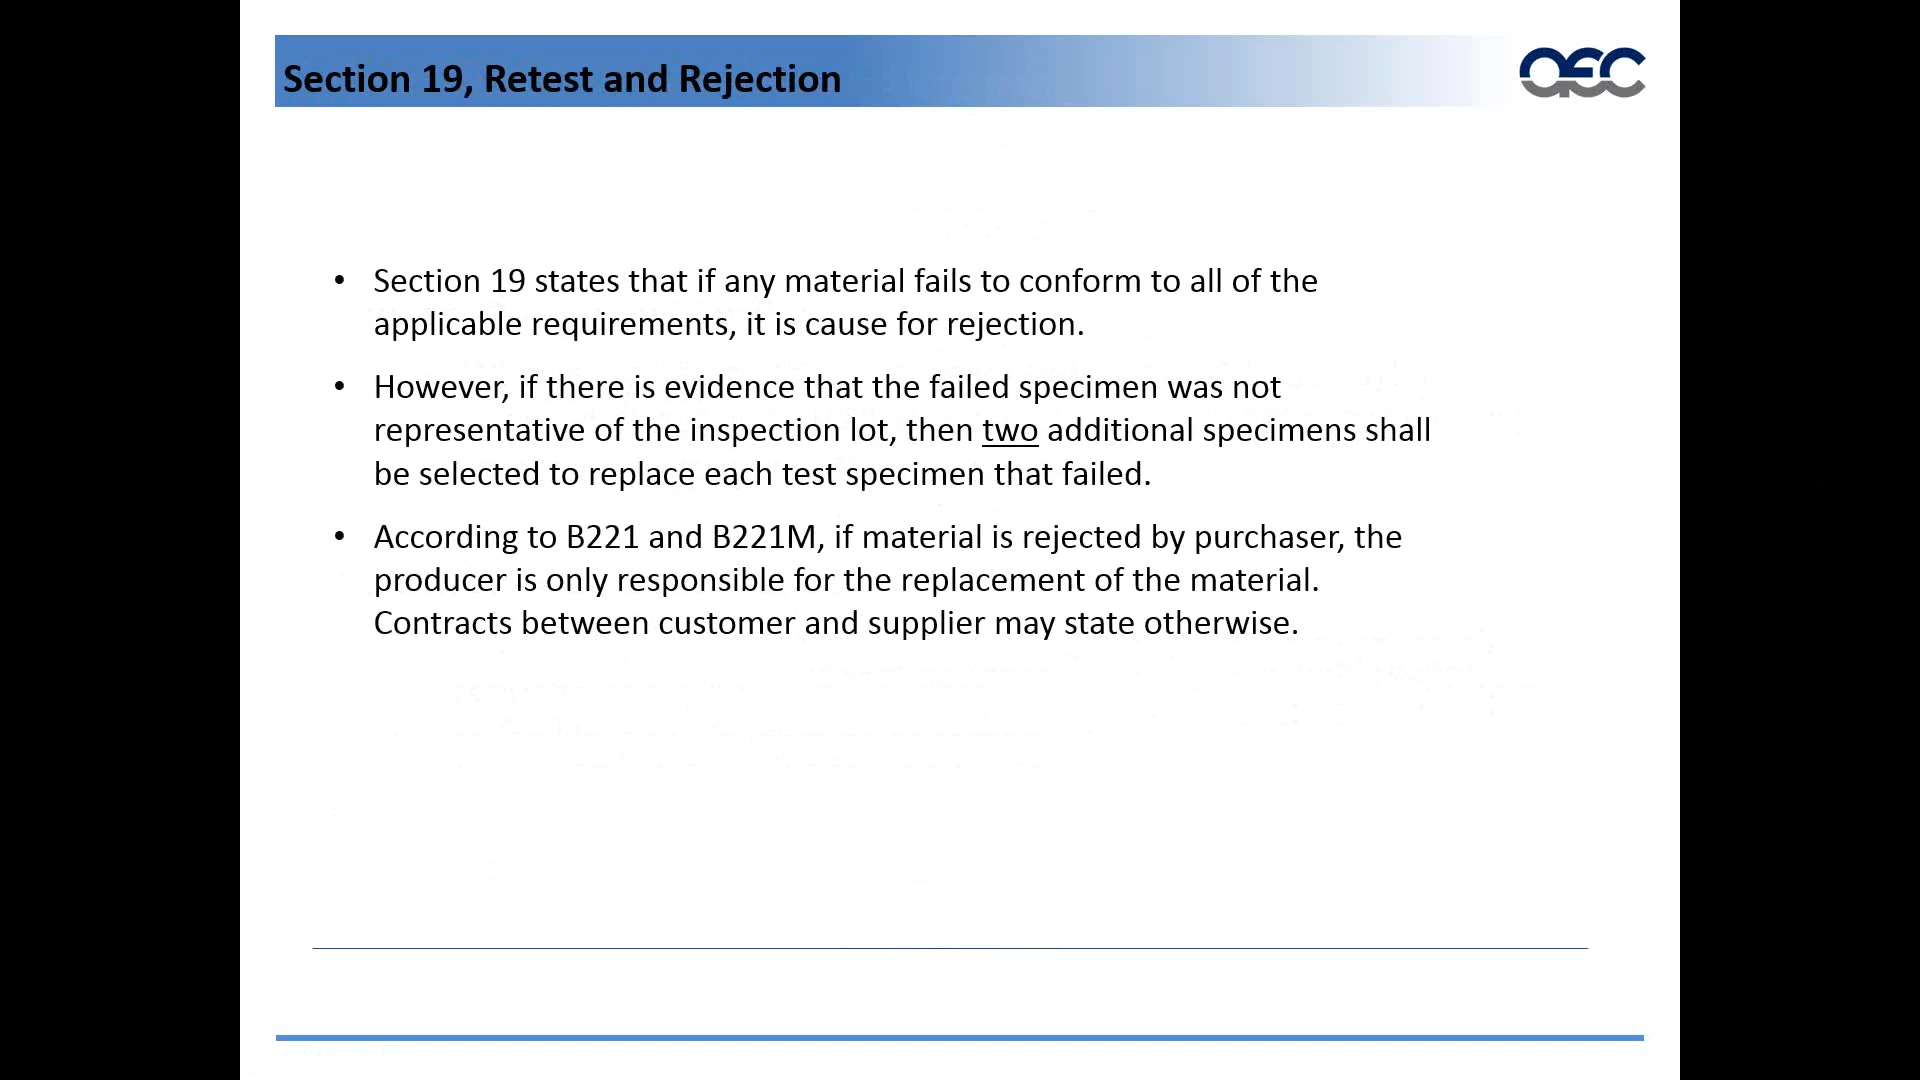 Section 19, Retest and Rejection
AEC
• Section 19 states that if any material fails to conform to all of the
applicable requirements, it is cause for rejection.
• However, if there is evidence that the failed specimen was not
representative of the inspection lot, then two additional specimens shall
be selected to replace each test specimen that failed.
• According to B221 and B221M, if material is rejected by purchaser, the
producer is only responsible for the replacement of the material.
Contracts between customer and supplier may state otherwise.